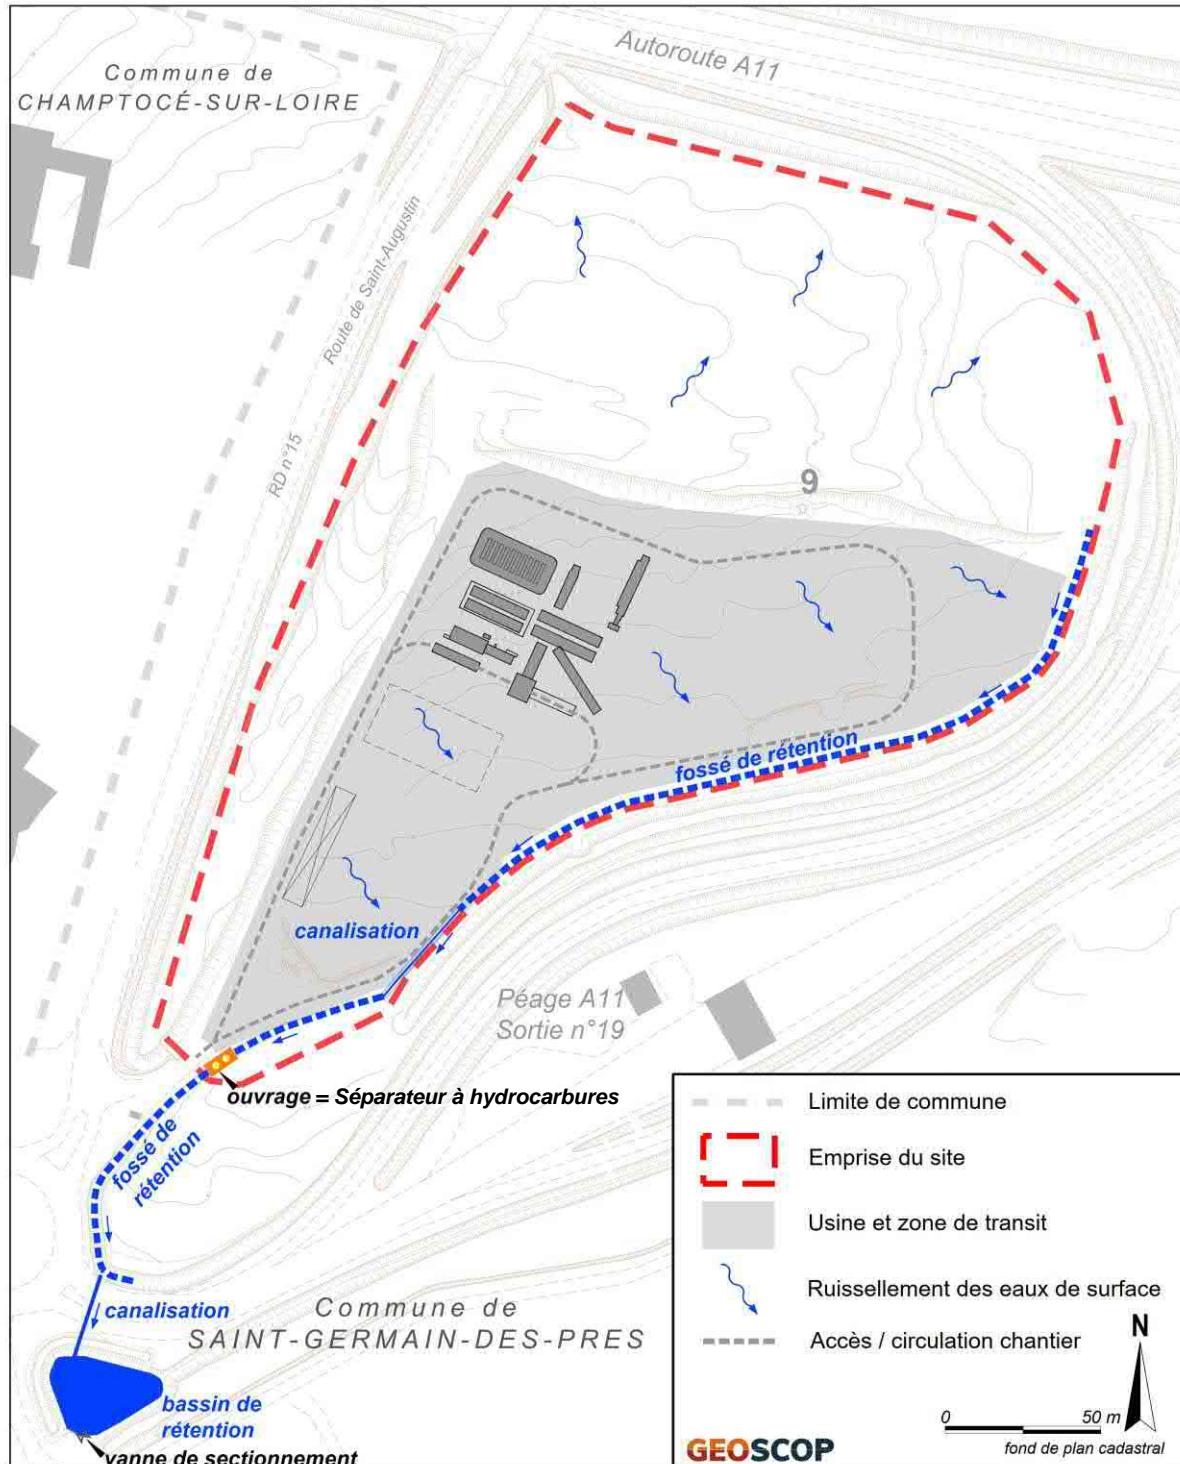 Autoroute A11
Commune de
CHAMPTOCÉ-SUR-LOIRE
Route de Saint-Augustin
RD n°15
9
fossé de rétention
canalisation
Péage A11
Sortie n°19
ouvrage = Séparateur à hydrocarbures
fossé de
rétention
canalisation
Commune de
SAINT-GERMAIN-DES-PRES
bassin de
rétention
vanne de sectionnement
Limite de commune
Emprise du site
Usine et zone de transit
Ruissellement des eaux de surface
Accès / circulation chantier
N
0 50 m
fond de plan cadastral
GEOSCOP